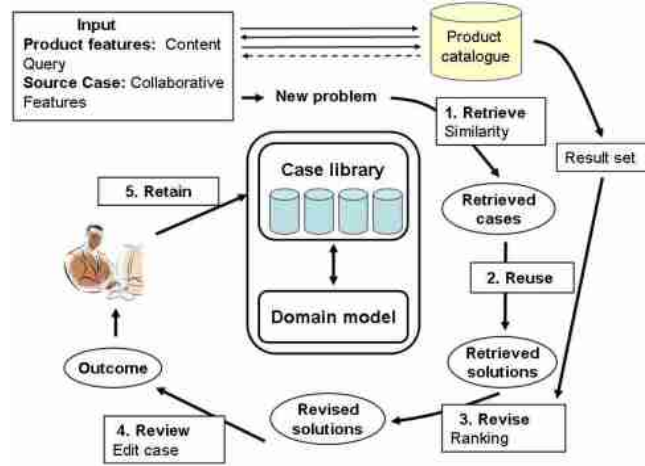 Input
Product features: Content
Query
Source Case: Collaborative
Features
Product
catalogue
New problem
1. Retrieve
Similarity
Result set
Case library
5. Retain
Retrieved
cases
2. Reuse
Domain model
Retrieved
solutions
Outcome
Revised
solutions
3. Revise
Ranking
4. Review
Edit case